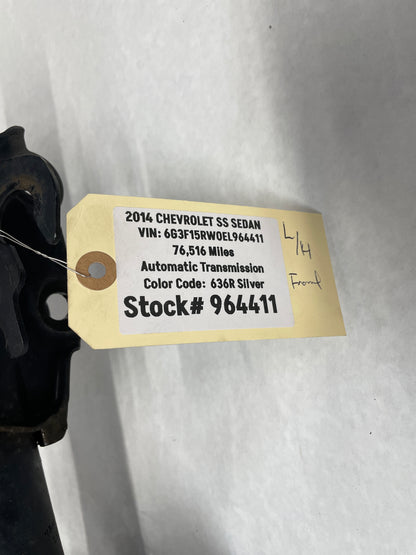 2014 CHEVROLET SS SEDAN
VIN: 6G3F15RW0EL964411
76,516 Miles
Automatic Transmission
Color Code: 636R Silver
Stock# 964411
L/H
Front